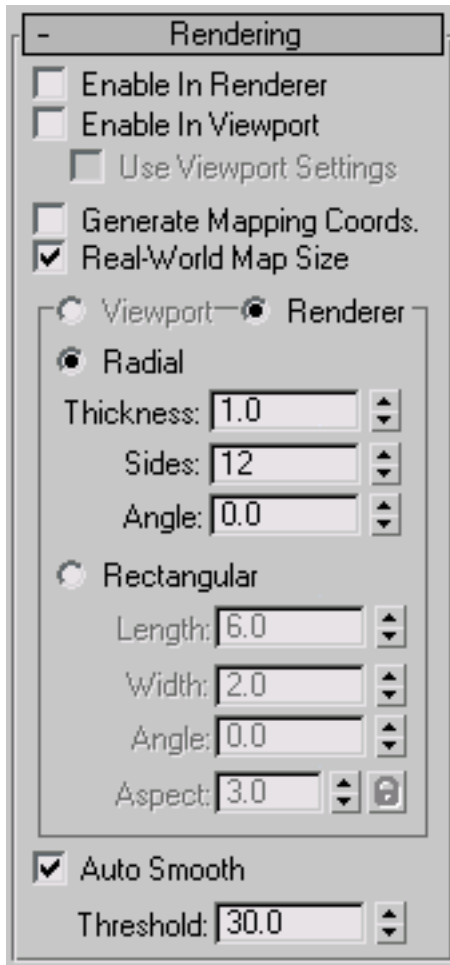 - Rendering
Enable In Renderer
Enable In Viewport
Use Viewport Settings
Generate Mapping Coords.
Real-World Map Size
Viewport Renderer
Radial
Thickness: 1.0
Sides: 12
Angle: 0.0
Rectangular
Length: 6.0
Width: 2.0
Angle: 0.0
Aspect: 3.0
Auto Smooth
Threshold: 30.0